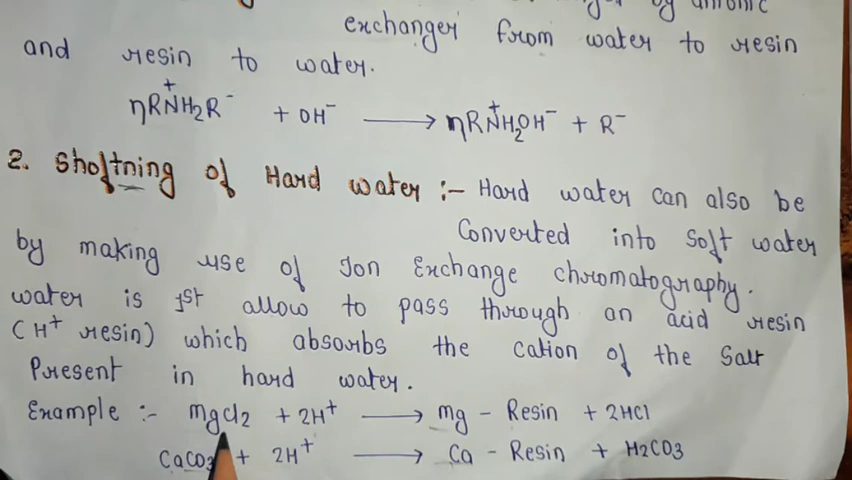 by anionic
exchanger from water to resin
and resin to water.
ηRN⁺H2R⁻ + OH⁻ ⟶ ηRN⁺H2OH⁻ + R⁻
2. Shoftning of Hard water :- Hard water can also be
Converted into soft water
by making use of Ion Exchange chromatography.
water is 1st allow to pass through an acid resin
(H⁺ resin) which absorbs the cation of the salt
Present in hard water.
Example :- Mgcl2 + 2H⁺ ⟶ Mg - Resin + 2HCl
CaCO3 + 2H⁺ ⟶ Ca - Resin + H2CO3